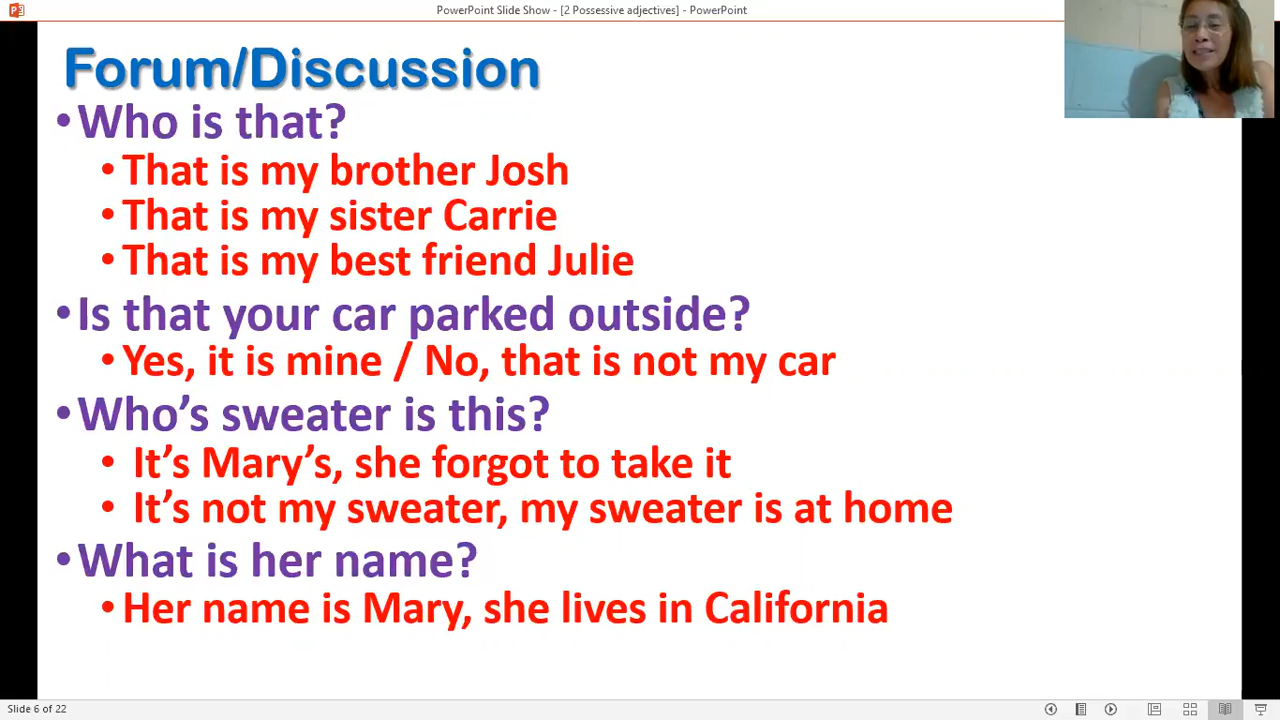 PowerPoint Slide Show - [2 Possessive adjectives] - PowerPoint
Forum/Discussion
•Who is that?
•That is my brother Josh
•That is my sister Carrie
•That is my best friend Julie
•Is that your car parked outside?
•Yes, it is mine / No, that is not my car
•Who’s sweater is this?
• It’s Mary’s, she forgot to take it
• It’s not my sweater, my sweater is at home
•What is her name?
•Her name is Mary, she lives in California
Slide 6 of 22